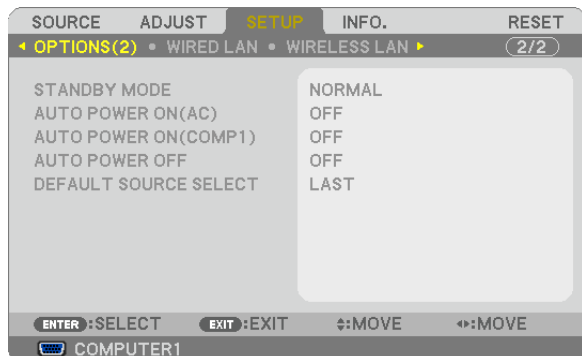 SOURCE ADJUST SETUP INFO. RESET
OPTIONS(2) • WIRED LAN • WIRELESS LAN 2/2
STANDBY MODE NORMAL
AUTO POWER ON(AC) OFF
AUTO POWER ON(COMP1) OFF
AUTO POWER OFF OFF
DEFAULT SOURCE SELECT LAST
ENTER :SELECT EXIT :EXIT :MOVE :MOVE
COMPUTER1